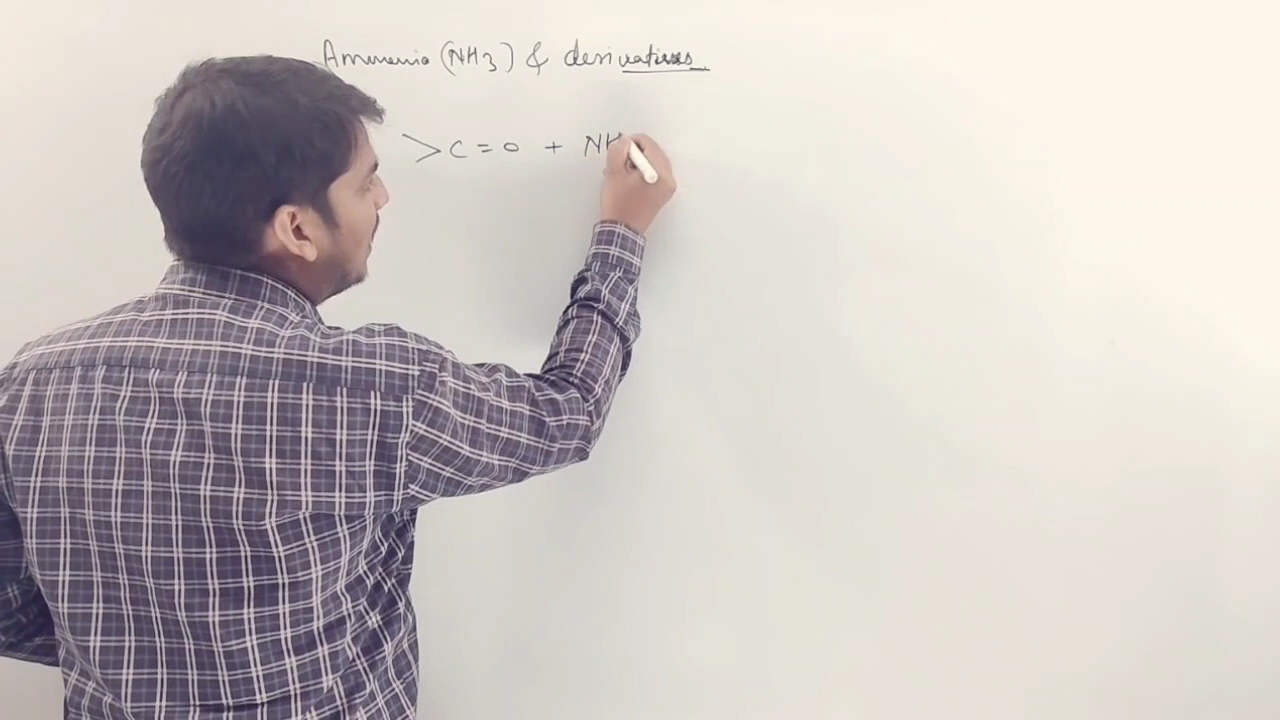 Ammonia (NH3) & derivatives
>C=O + NH